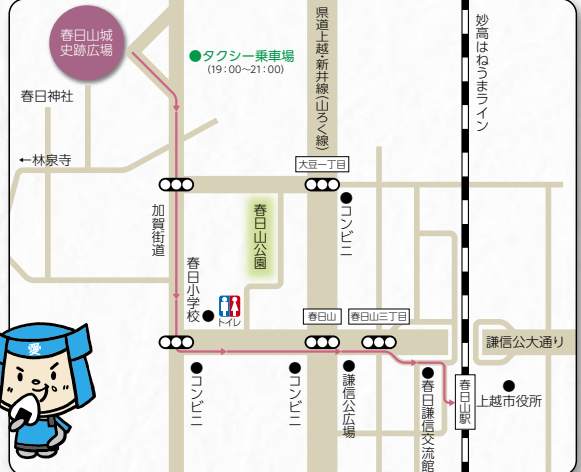 春日山城
史跡広場
●タクシー乗車場
(19:00~21:00)
県道上越・新井線(山ろく線)
妙高はねうまライン
春日神社
←林泉寺
大豆一丁目
コンビニ
加賀街道
春日山公園
春日小学校
トイレ
春日山
春日山三丁目
謙信公大通り
愛
コンビニ
コンビニ
謙信公広場
春日謙信交流館
春日山駅
上越市役所